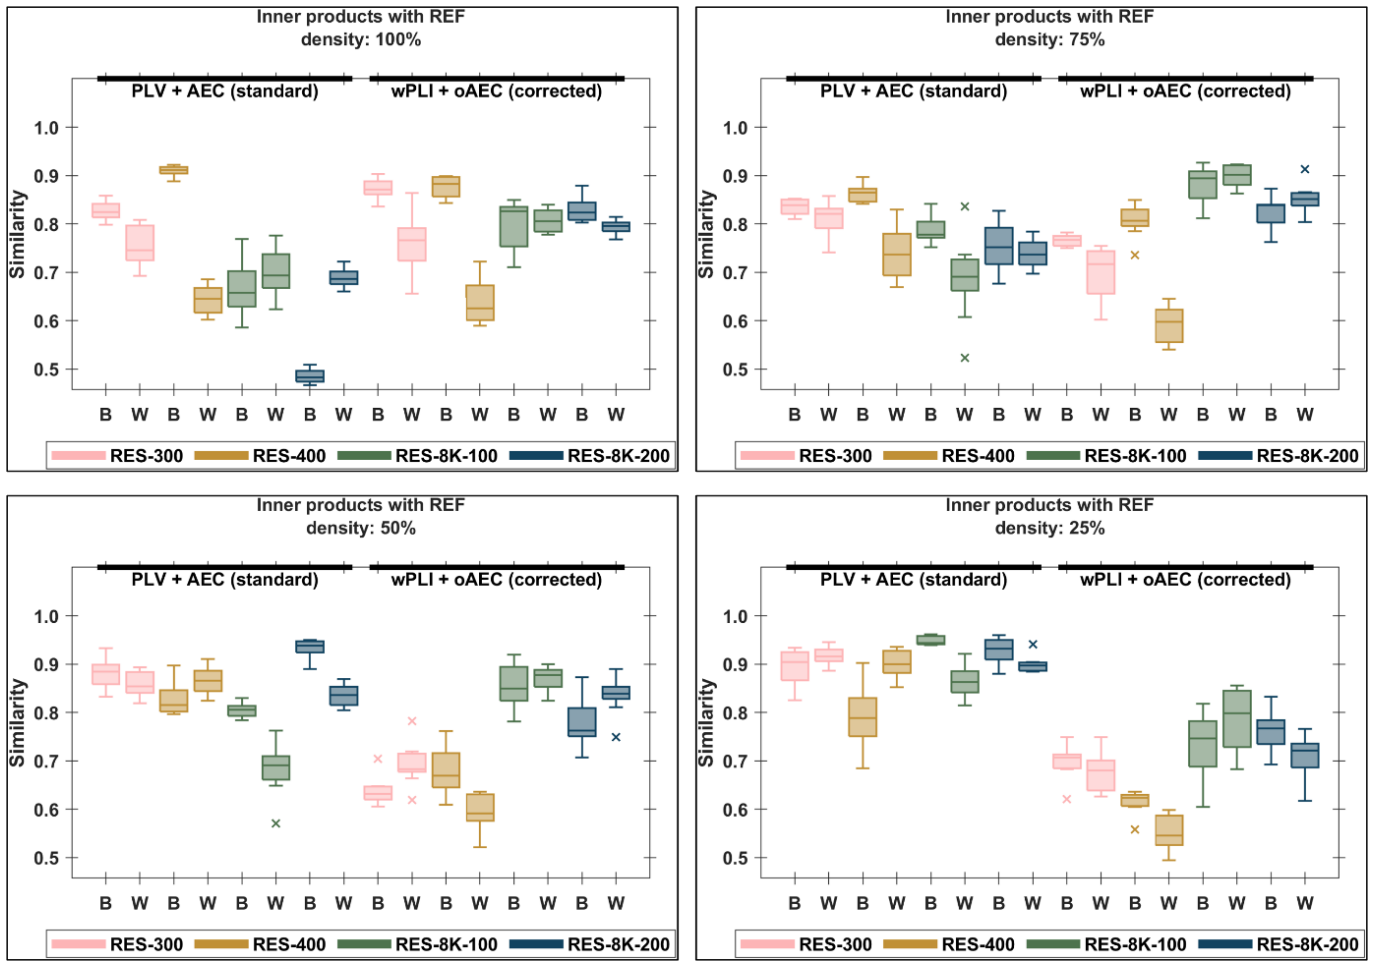 Inner products with REF
density: 100%
PLV + AEC (standard) wPLI + oAEC (corrected)
Similarity
1.0
0.9
0.8
0.7
0.6
0.5
B W B W B W B W B W B W B W B W
RES-300 RES-400 RES-8K-100 RES-8K-200
Inner products with REF
density: 75%
PLV + AEC (standard) wPLI + oAEC (corrected)
Similarity
1.0
0.9
0.8
0.7
0.6
0.5
B W B W B W B W B W B W B W B W
RES-300 RES-400 RES-8K-100 RES-8K-200
Inner products with REF
density: 50%
PLV + AEC (standard) wPLI + oAEC (corrected)
Similarity
1.0
0.9
0.8
0.7
0.6
0.5
B W B W B W B W B W B W B W B W
RES-300 RES-400 RES-8K-100 RES-8K-200
Inner products with REF
density: 25%
PLV + AEC (standard) wPLI + oAEC (corrected)
Similarity
1.0
0.9
0.8
0.7
0.6
0.5
B W B W B W B W B W B W B W B W
RES-300 RES-400 RES-8K-100 RES-8K-200